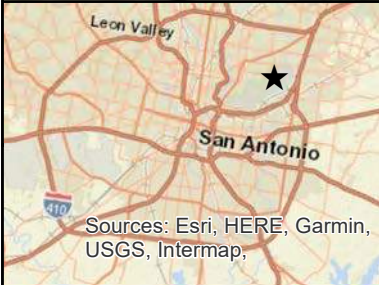 Leon Valley
San Antonio
410
Sources: Esri, HERE, Garmin,
USGS, Intermap,